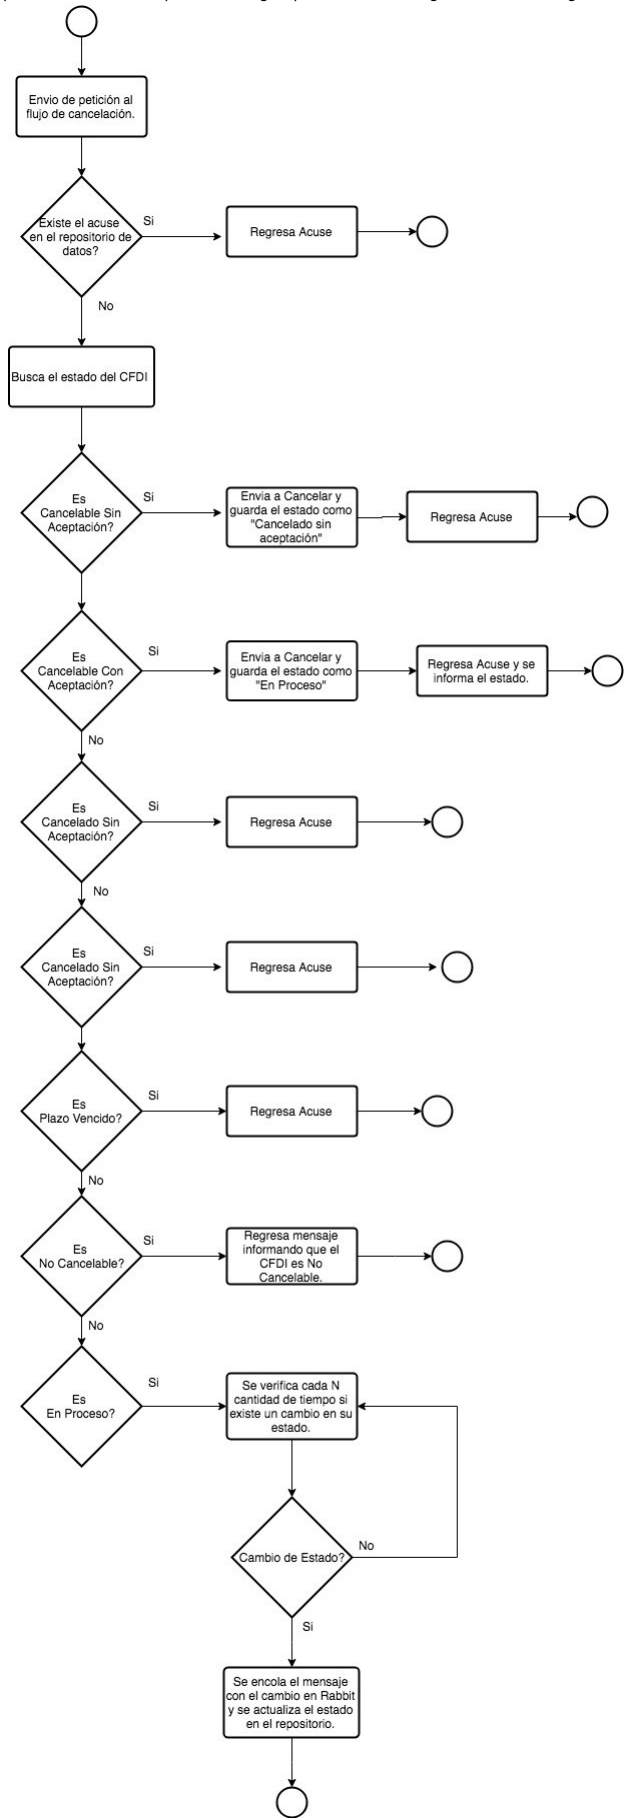 Envio de petición al
flujo de cancelación.
Existe el acuse
en el repositorio de
datos?
Si
Regresa Acuse
No
Busca el estado del CFDI
Es
Cancelable Sin
Aceptación?
Si
Envia a Cancelar y
guarda el estado como
"Cancelado sin
aceptación"
Regresa Acuse
Es
Cancelable Con
Aceptación?
Si
Envia a Cancelar y
guarda el estado como
"En Proceso"
Regresa Acuse y se
informa el estado.
No
Es
Cancelado Sin
Aceptación?
Si
Regresa Acuse
No
Es
Cancelado Sin
Aceptación?
Si
Regresa Acuse
Es
Plazo Vencido?
Si
Regresa Acuse
No
Es
No Cancelable?
Si
Regresa mensaje
informando que el
CFDI es No
Cancelable.
No
Es
En Proceso?
Si
Se verifica cada N
cantidad de tiempo si
existe un cambio en su
estado.
Cambio de Estado?
No
Si
Se encola el mensaje
con el cambio en Rabbit
y se actualiza el estado
en el repositorio.